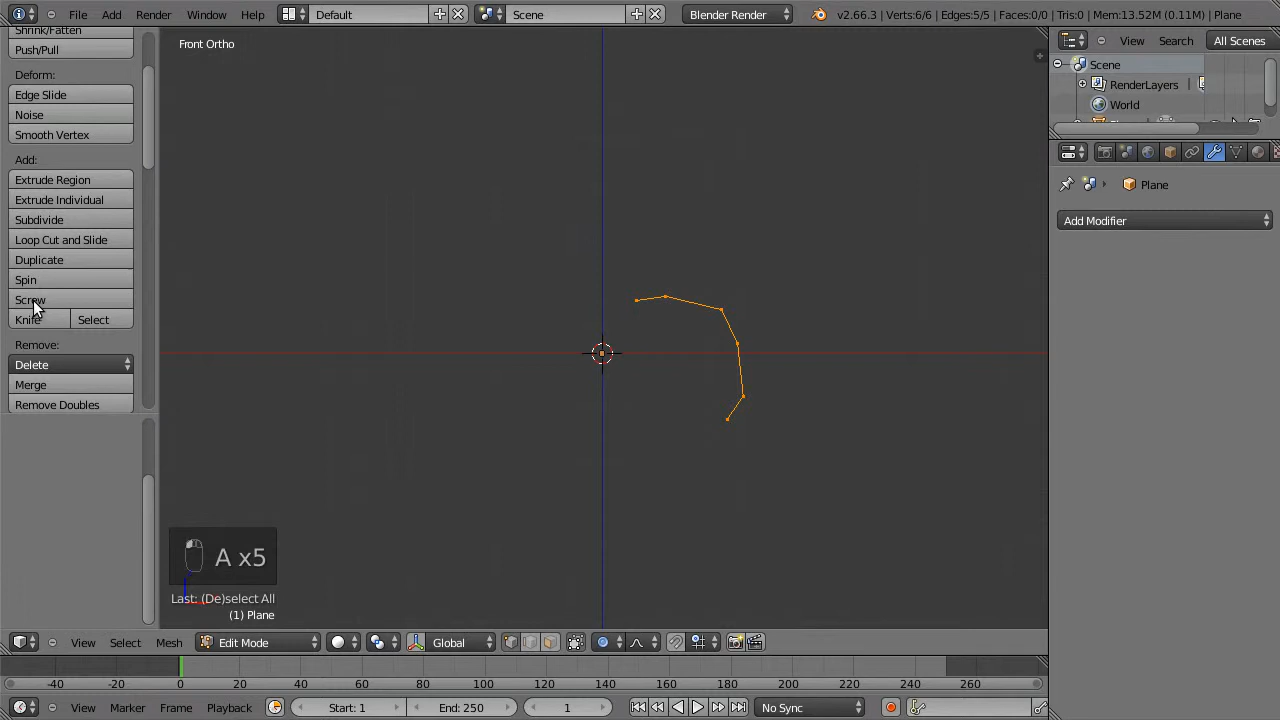 File Add Render Window Help Default Scene Blender Render v2.66.3 | Verts:6/6 | Edges:5/5 | Faces:0/0 | Tris:0 | Mem:13.52M (0.11M) | Plane
Shrink/Fatten
Push/Pull
Deform:
Edge Slide
Noise
Smooth Vertex
Add:
Extrude Region
Extrude Individual
Subdivide
Loop Cut and Slide
Duplicate
Spin
Screw
Knife Select
Remove:
Delete
Merge
Remove Doubles
Front Ortho
A x5
Last: (De)select All
(1) Plane
View Search All Scenes
Scene
RenderLayers
World
Plane
Add Modifier
View Select Mesh Edit Mode Global
-40 -20 0 20 40 60 80 100 120 140 160 180 200 220 240 260
View Marker Frame Playback Start: 1 End: 250 1 No Sync